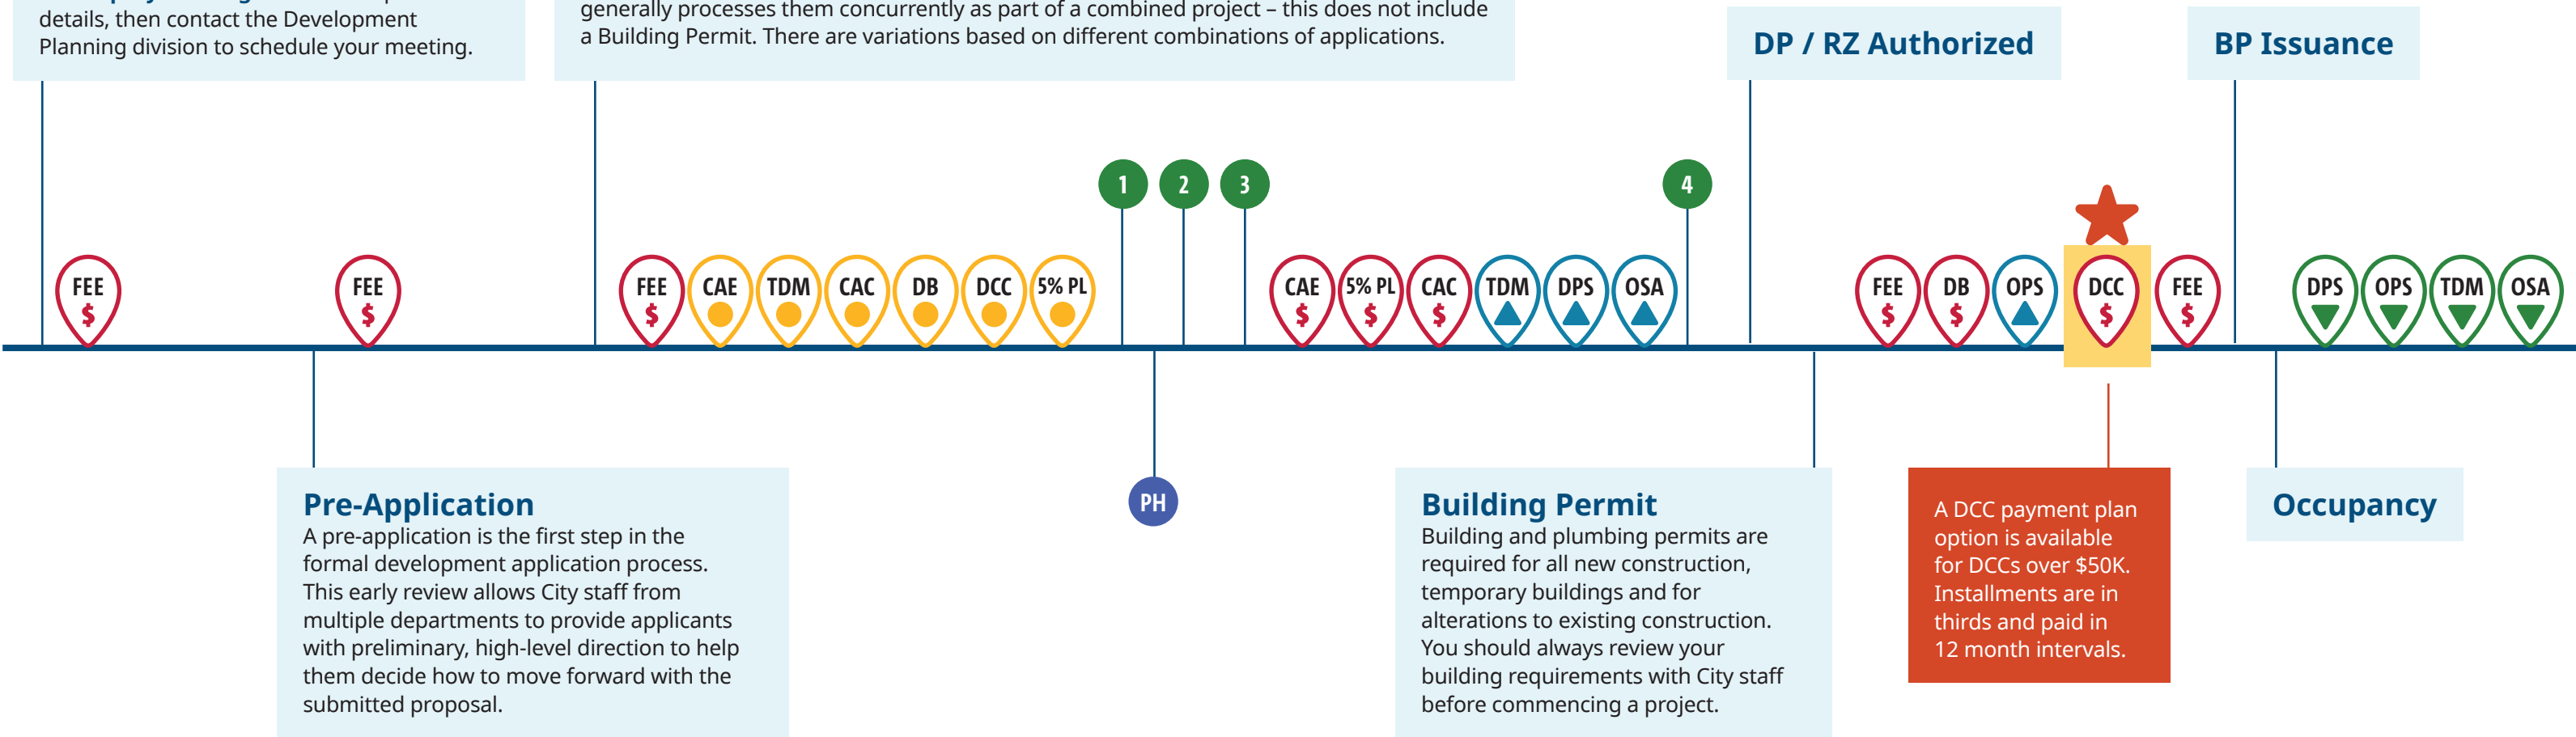 details, then contact the Development
Planning division to schedule your meeting.
generally processes them concurrently as part of a combined project – this does not include
a Building Permit. There are variations based on different combinations of applications.
DP / RZ Authorized
BP Issuance
1 2 3 4
FEE $
FEE $
FEE $
CAE
TDM
CAC
DB
DCC
5% PL
CAE $
5% PL $
CAC $
TDM
DPS
OSA
FEE $
DB $
OPS
DCC $
FEE $
DPS
OPS
TDM
OSA
Pre-Application
A pre-application is the first step in the
formal development application process.
This early review allows City staff from
multiple departments to provide applicants
with preliminary, high-level direction to help
them decide how to move forward with the
submitted proposal.
PH
Building Permit
Building and plumbing permits are
required for all new construction,
temporary buildings and for
alterations to existing construction.
You should always review your
building requirements with City staff
before commencing a project.
A DCC payment plan
option is available
for DCCs over $50K.
Installments are in
thirds and paid in
12 month intervals.
Occupancy